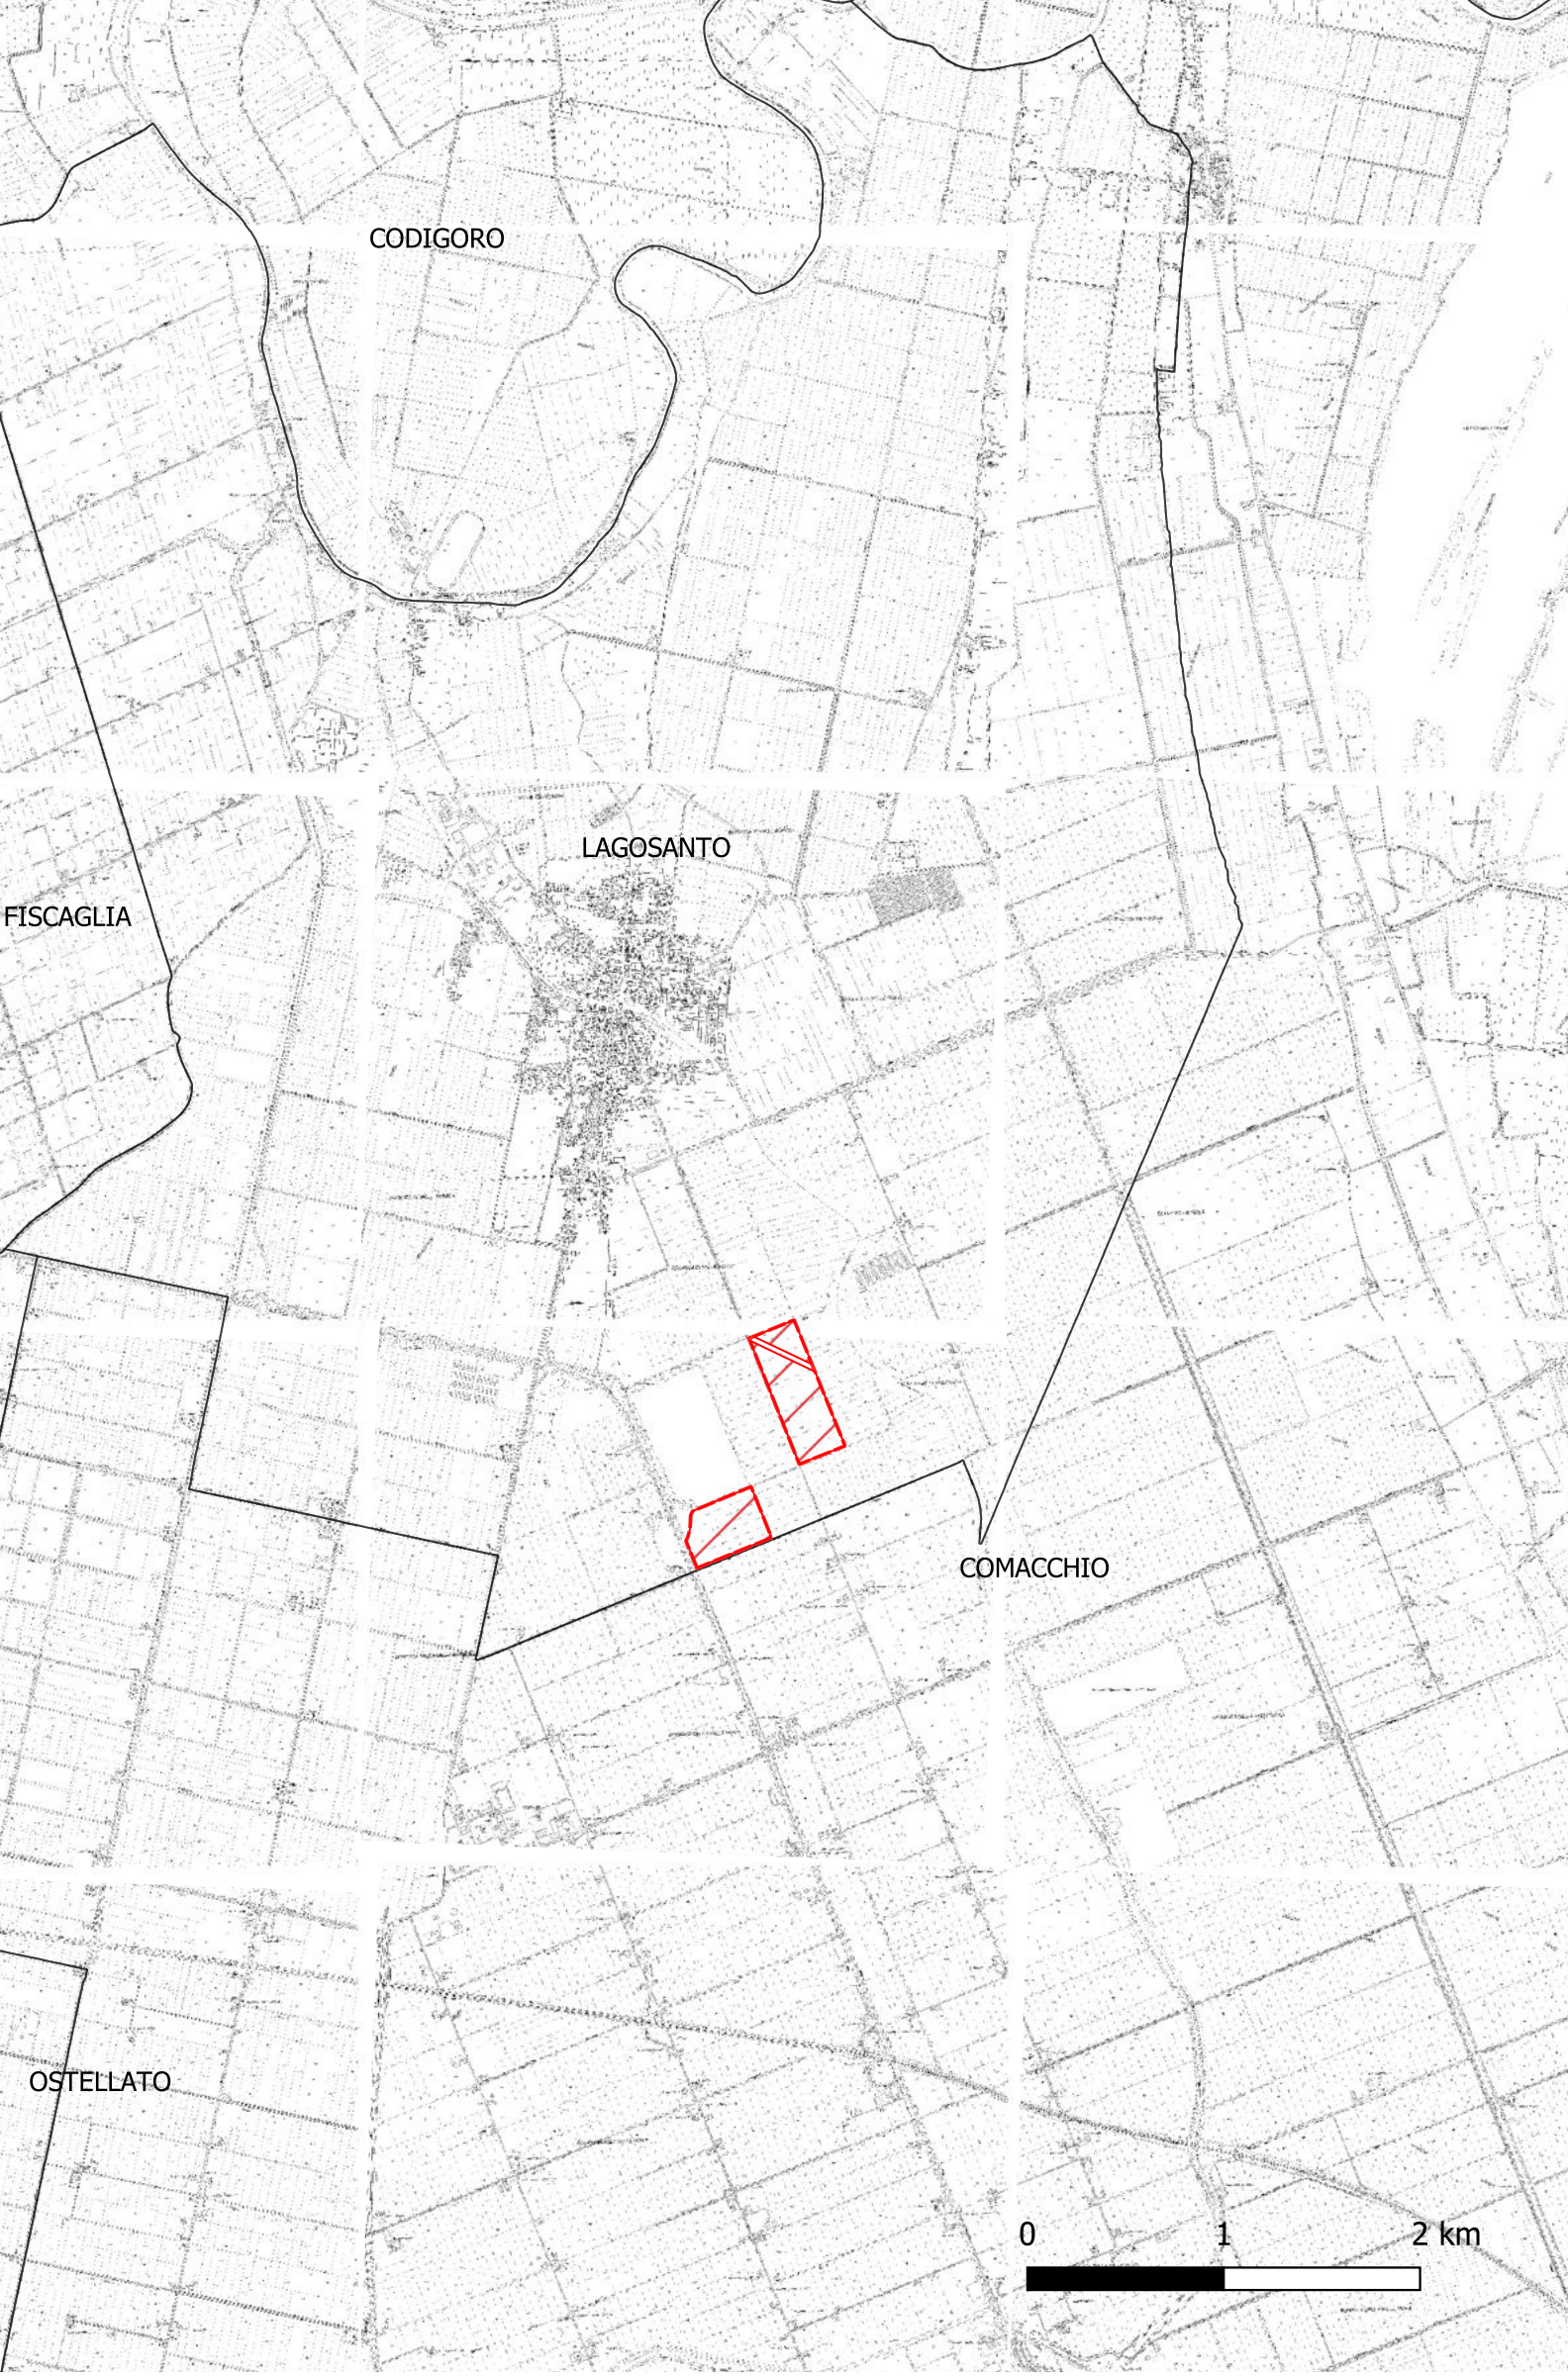 CODIGORO
LAGOSANTO
FISCAGLIA
COMACCHIO
OSTELLATO
0 1 2 km